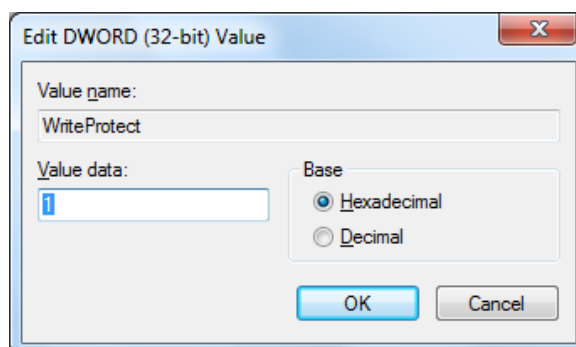 Edit DWORD (32-bit) Value
Value name:
WriteProtect
Value data:
1
Base
Hexadecimal
Decimal
OK
Cancel